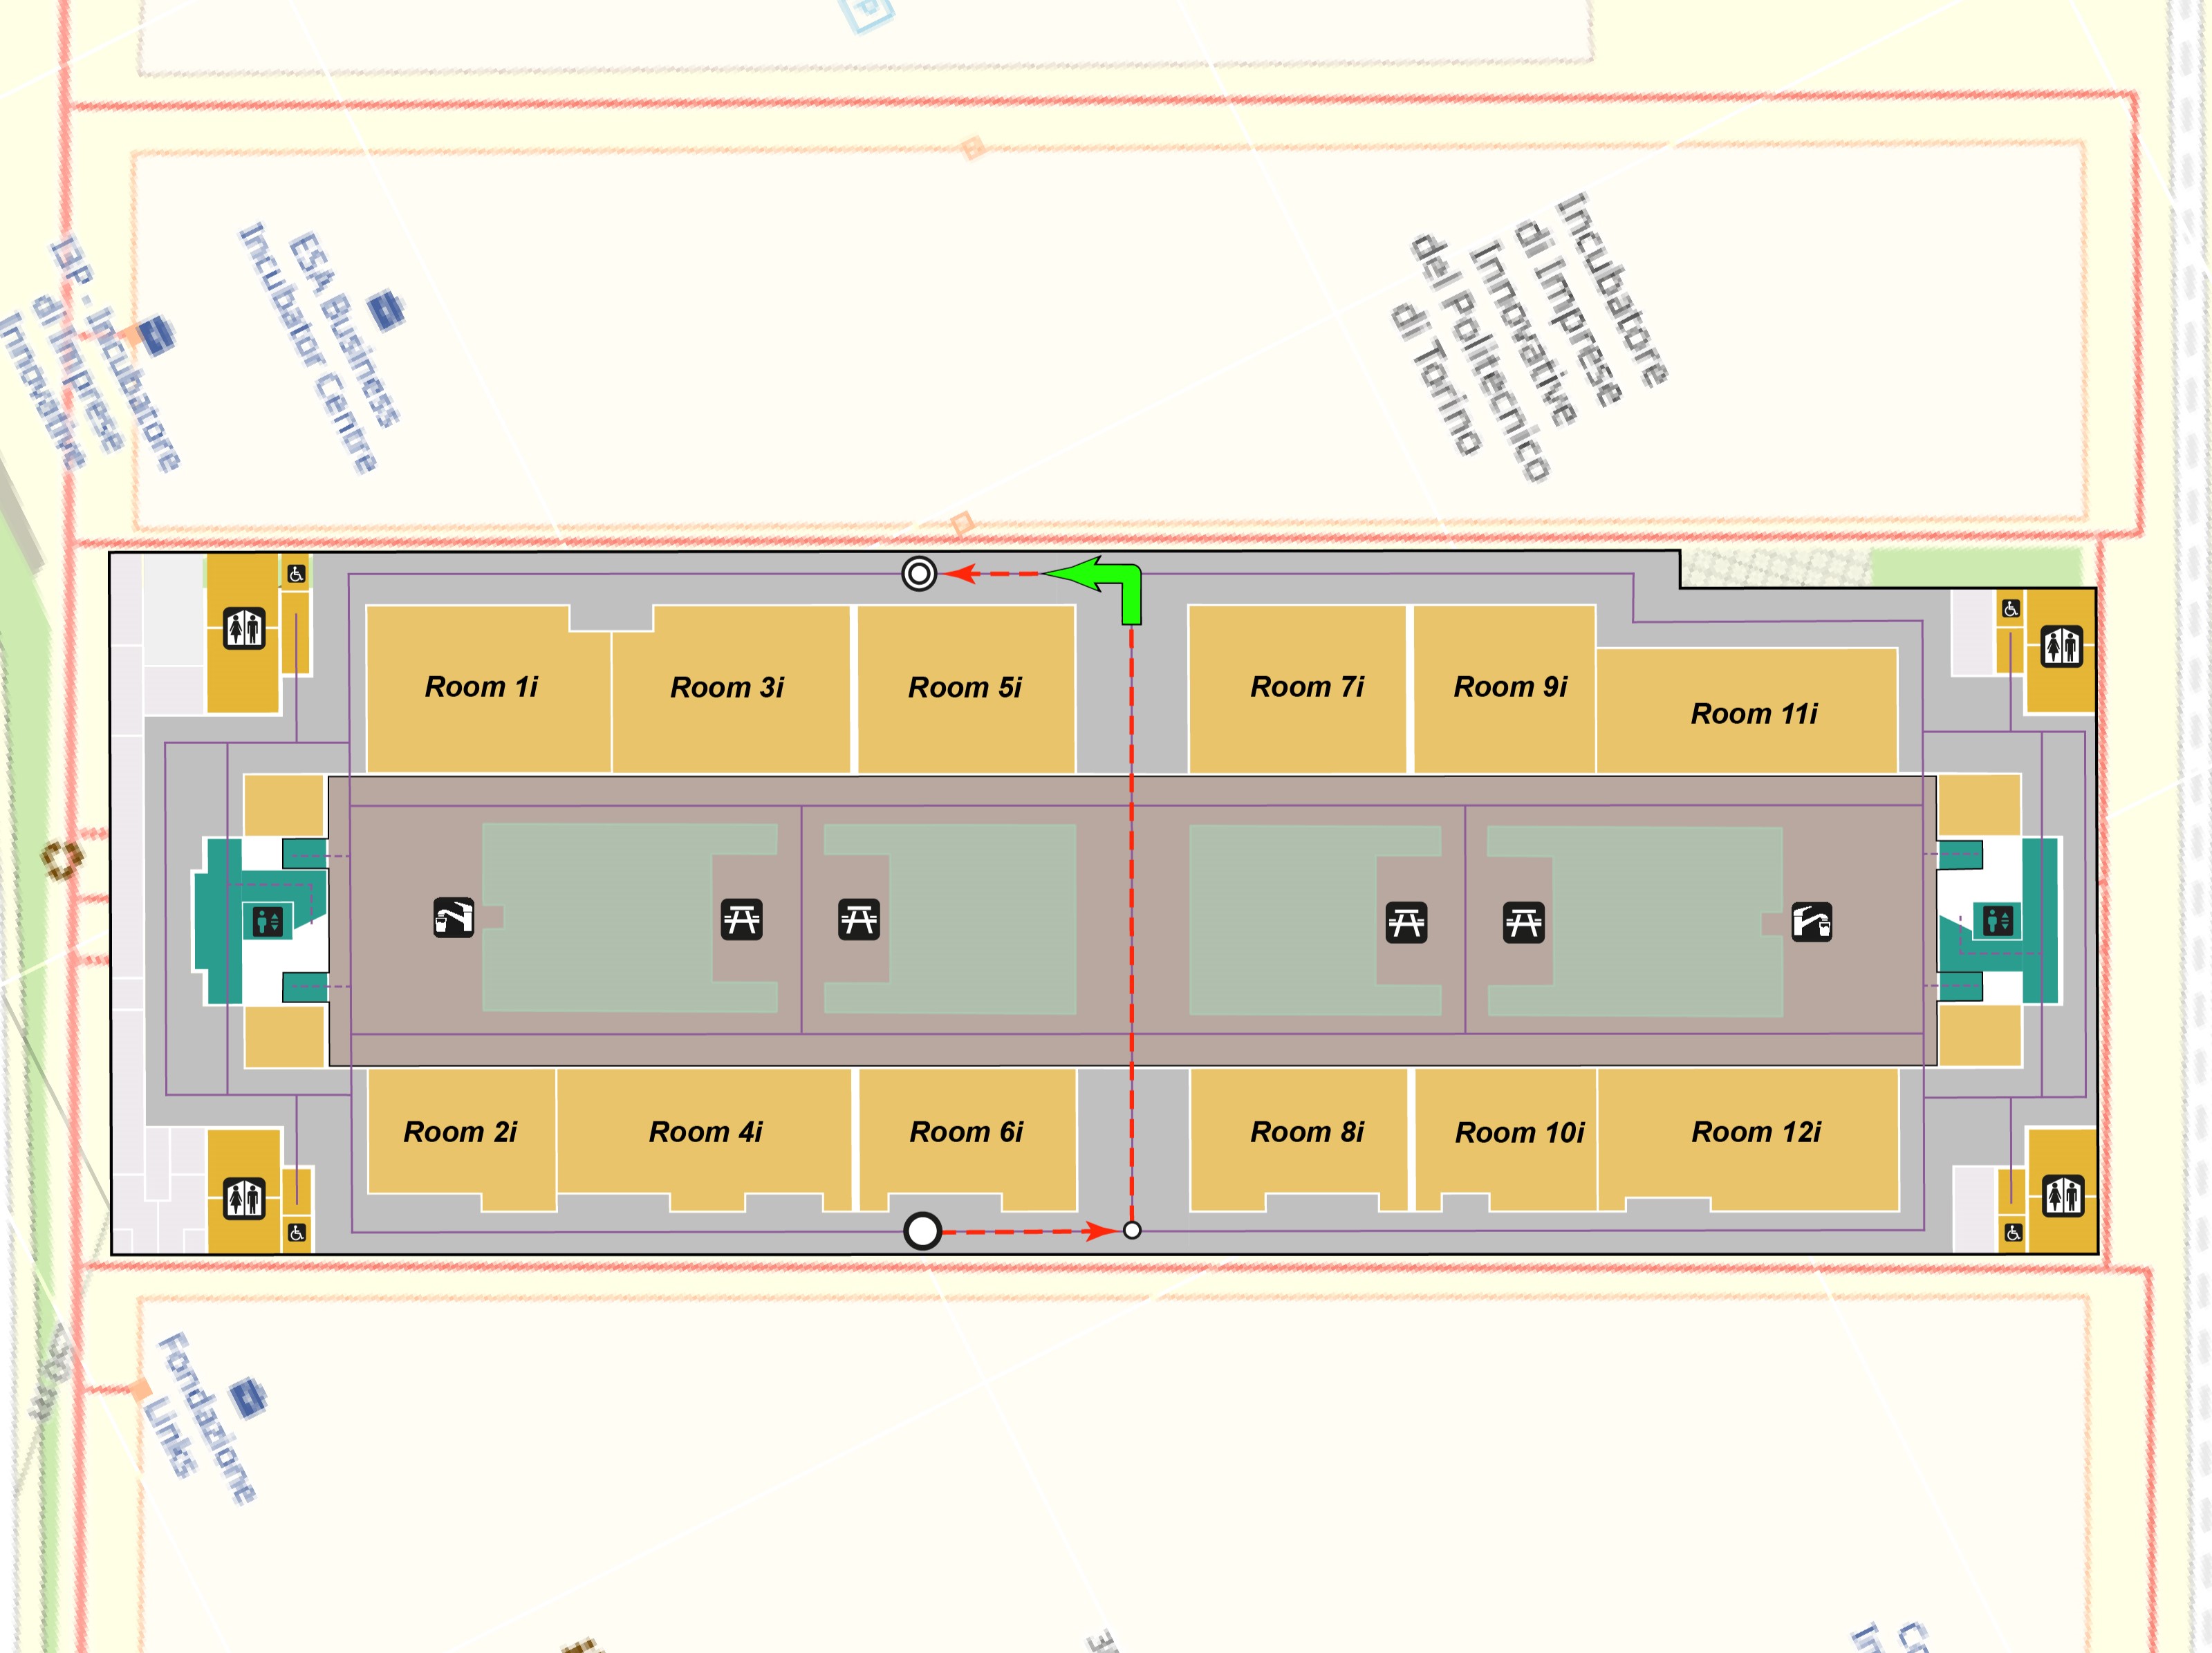 I3P - Incubatore
di Imprese
Innovative
ESA Business
Incubator Centre
Incubatore
di Imprese
Innovative
del Politecnico
di Torino
Room 1i
Room 3i
Room 5i
Room 7i
Room 9i
Room 11i
Room 2i
Room 4i
Room 6i
Room 8i
Room 10i
Room 12i
Fondazione
Links